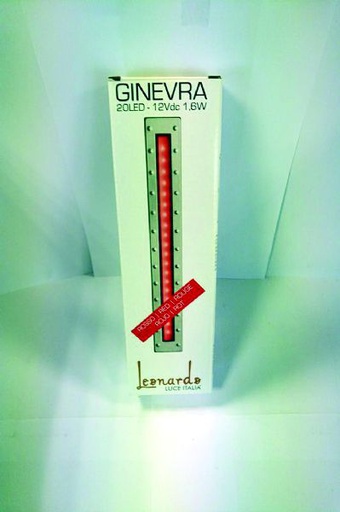 GINEVRA
20LED - 12Vdc 1,6W
ROSSO | RED | ROUGE
ROJO | ROT
Leonardo
LUCE ITALIA